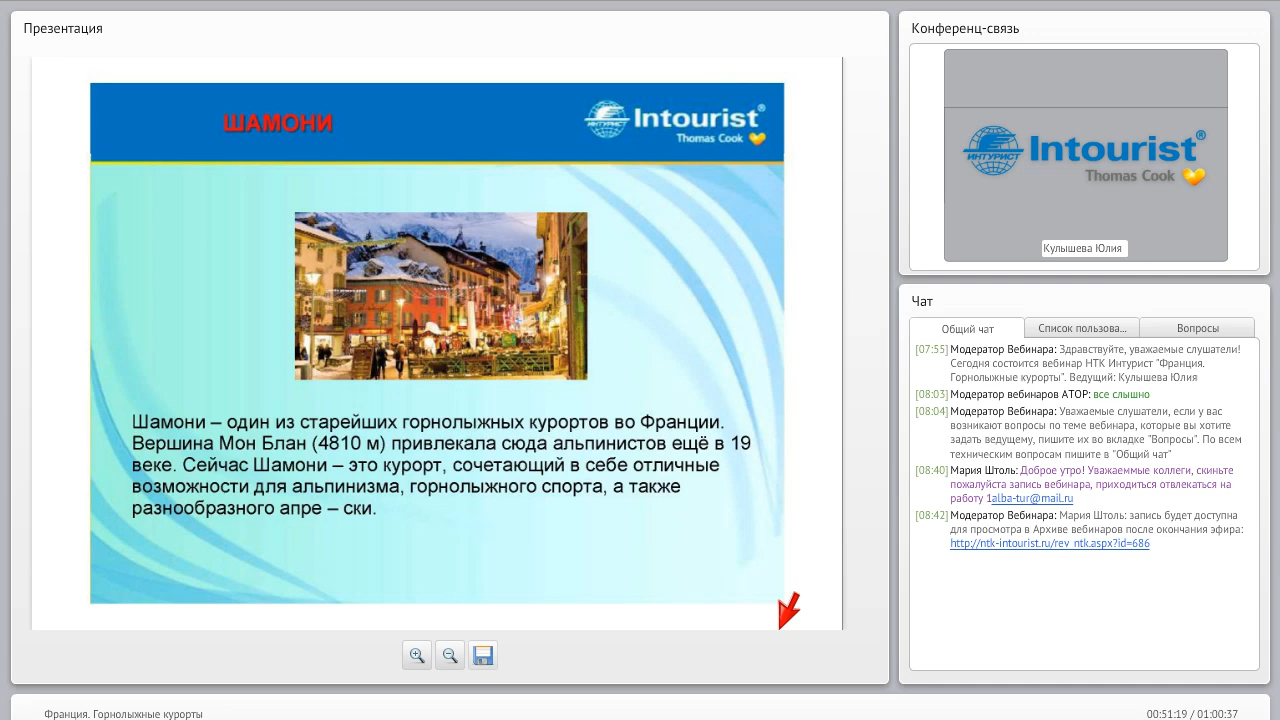 Презентация
ШАМОНИ
ИНТУРИСТ
Intourist®
Thomas Cook
Шамони – один из старейших горнолыжных курортов во Франции.
Вершина Мон Блан (4810 м) привлекала сюда альпинистов ещё в 19
веке. Сейчас Шамони – это курорт, сочетающий в себе отличные
возможности для альпинизма, горнолыжного спорта, а также
разнообразного апре – ски.
Конференц-связь
ИНТУРИСТ
Intourist®
Thomas Cook
Кулышева Юлия
Чат
Общий чат
Список пользова...
Вопросы
[07:55] Модератор Вебинара: Здравствуйте, уважаемые слушатели!
Сегодня состоится вебинар НТК Интурист "Франция.
Горнолыжные курорты". Ведущий: Кулышева Юлия
[08:03] Модератор вебинаров АТОР: все слышно
[08:04] Модератор Вебинара: Уважаемые слушатели, если у вас
возникают вопросы по теме вебинара, которые вы хотите
задать ведущему, пишите их во вкладке "Вопросы". По всем
техническим вопросам пишите в "Общий чат"
[08:40] Мария Штоль: Доброе утро! Уважаеммые коллеги, скиньте
пожалуйста запись вебинара, приходиться отвлекаться на
работу 1alba-tur@mail.ru
[08:42] Модератор Вебинара: Мария Штоль: запись будет доступна
для просмотра в Архиве вебинаров после окончания эфира:
http://ntk-intourist.ru/rev_ntk.aspx?id=686
Франция. Горнолыжные курорты
00:51:19 / 01:00:37